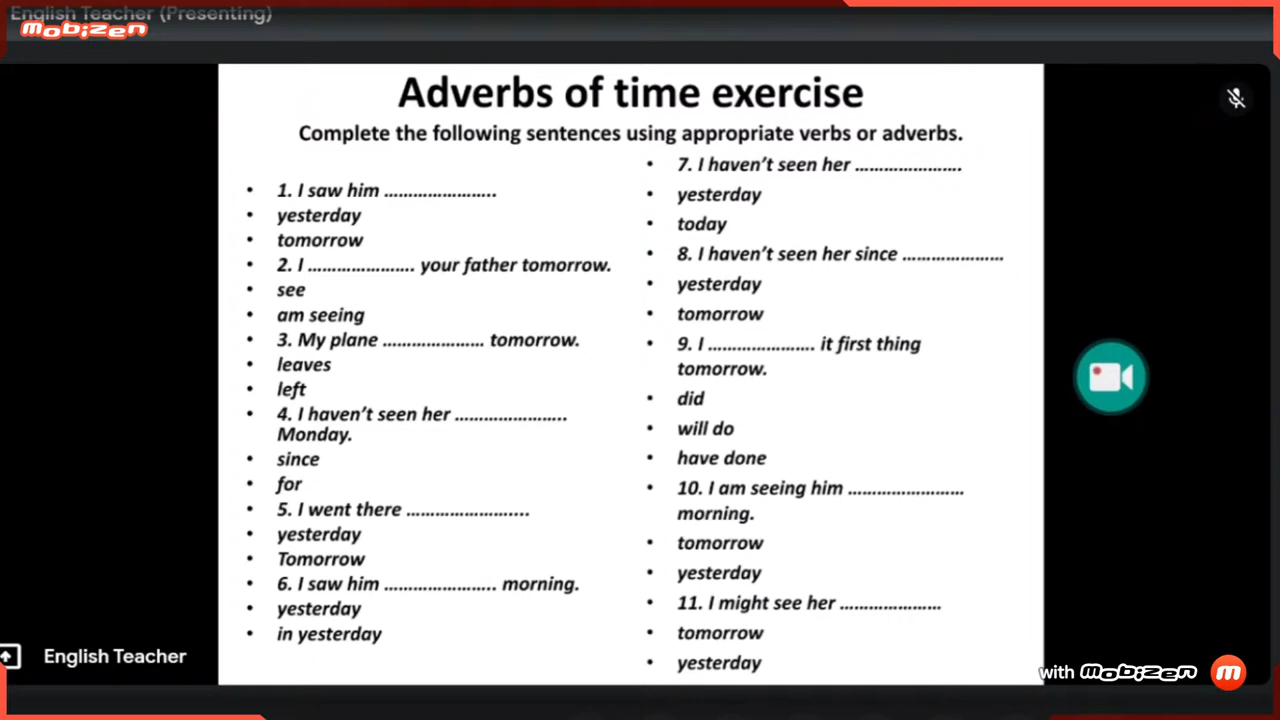 English Teacher (Presenting)
mobizen
Adverbs of time exercise
Complete the following sentences using appropriate verbs or adverbs.
• 1. I saw him …………………..
• yesterday
• tomorrow
• 2. I …………………. your father tomorrow.
• see
• am seeing
• 3. My plane ………………… tomorrow.
• leaves
• left
• 4. I haven’t seen her …………………..
Monday.
• since
• for
• 5. I went there …………………....
• yesterday
• Tomorrow
• 6. I saw him ………………….. morning.
• yesterday
• in yesterday
• 7. I haven’t seen her ………………….
• yesterday
• today
• 8. I haven’t seen her since …………………
• yesterday
• tomorrow
• 9. I …………………. it first thing
tomorrow.
• did
• will do
• have done
• 10. I am seeing him ……………………
morning.
• tomorrow
• yesterday
• 11. I might see her …………………
• tomorrow
• yesterday
English Teacher
with mobizen m